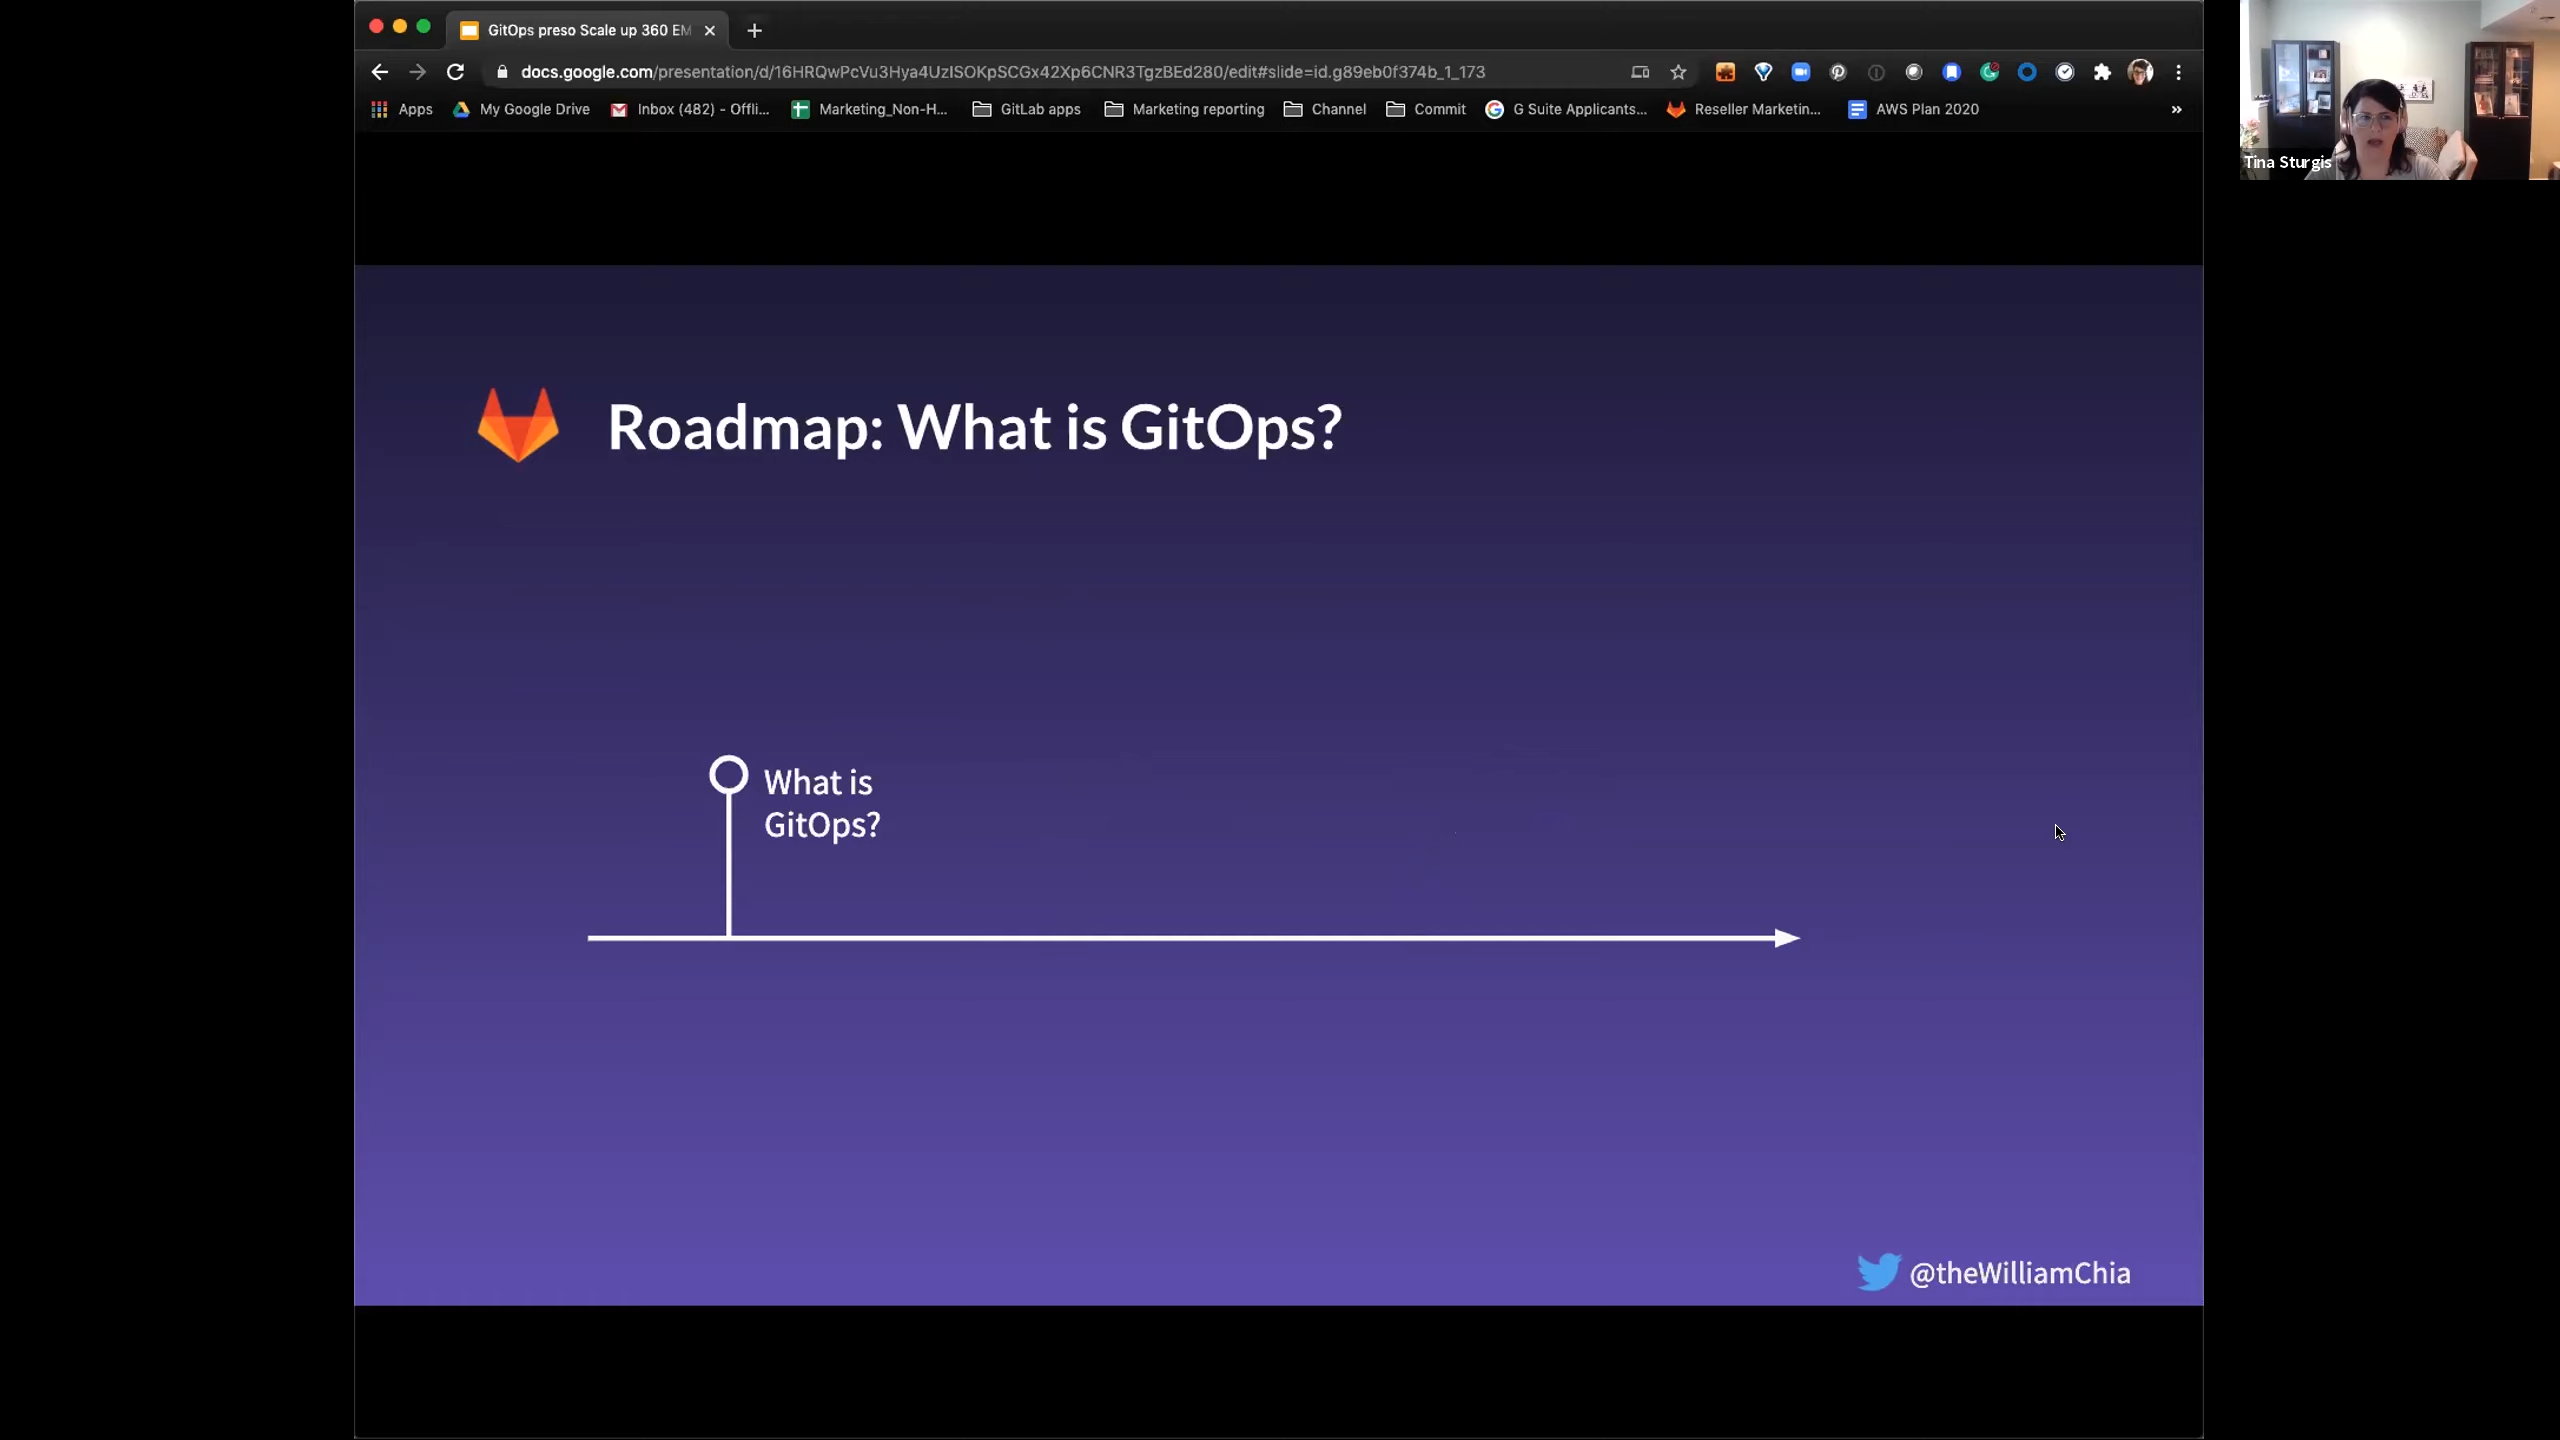 GitOps preso Scale up 360 EM
docs.google.com/presentation/d/16HRQwPcVu3Hya4UzISOKpSCGx42Xp6CNR3TgzBEd280/edit#slide=id.g89eb0f374b_1_173
Apps My Google Drive Inbox (482) - Offli... Marketing_Non-H... GitLab apps Marketing reporting Channel Commit G Suite Applicants... Reseller Marketin... AWS Plan 2020 »
Tina Sturgis
Roadmap: What is GitOps?
What is
GitOps?
@theWilliamChia